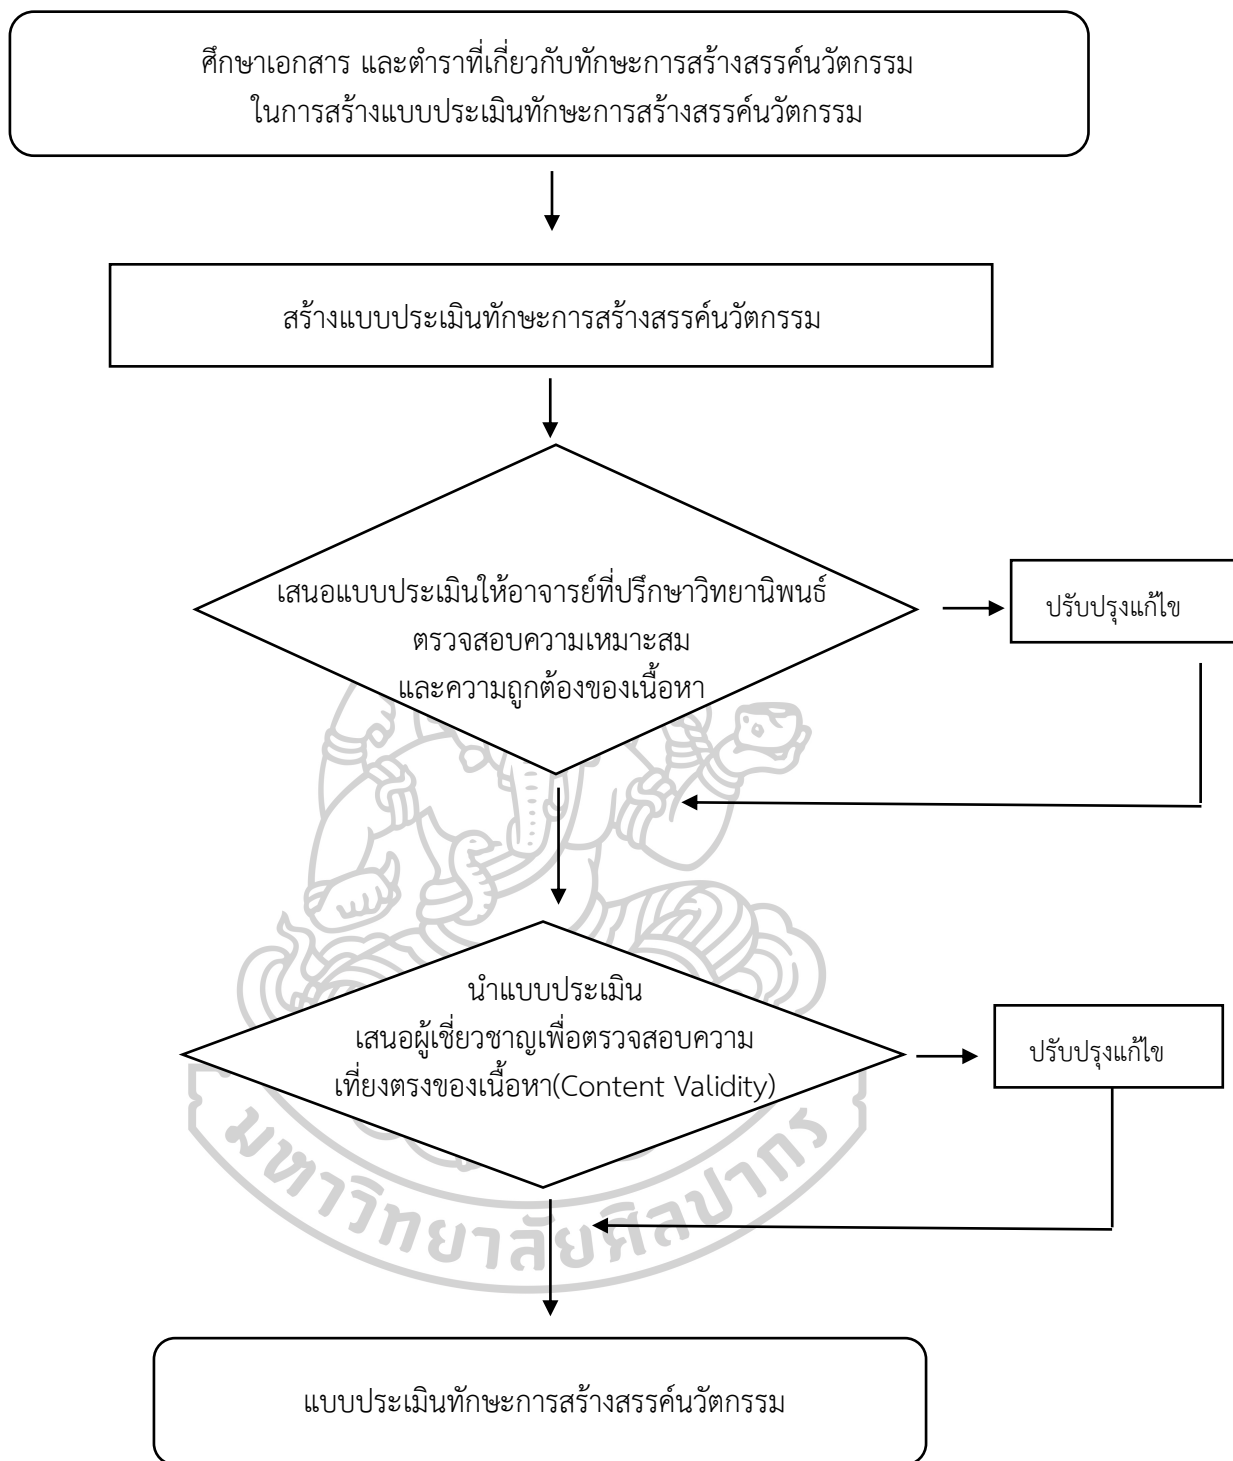 ศึกษาเอกสาร และตำราที่เกี่ยวกับทักษะการสร้างสรรค์นวัตกรรม
ในการสร้างแบบประเมินทักษะการสร้างสรรค์นวัตกรรม
สร้างแบบประเมินทักษะการสร้างสรรค์นวัตกรรม
เสนอแบบประเมินให้อาจารย์ที่ปรึกษาวิทยานิพนธ์
ตรวจสอบความเหมาะสม
และความถูกต้องของเนื้อหา
ปรับปรุงแก้ไข
นำแบบประเมิน
เสนอผู้เชี่ยวชาญเพื่อตรวจสอบความ
เที่ยงตรงของเนื้อหา(Content Validity)
ปรับปรุงแก้ไข
มหาวิทยาลัยศิลปากร
แบบประเมินทักษะการสร้างสรรค์นวัตกรรม